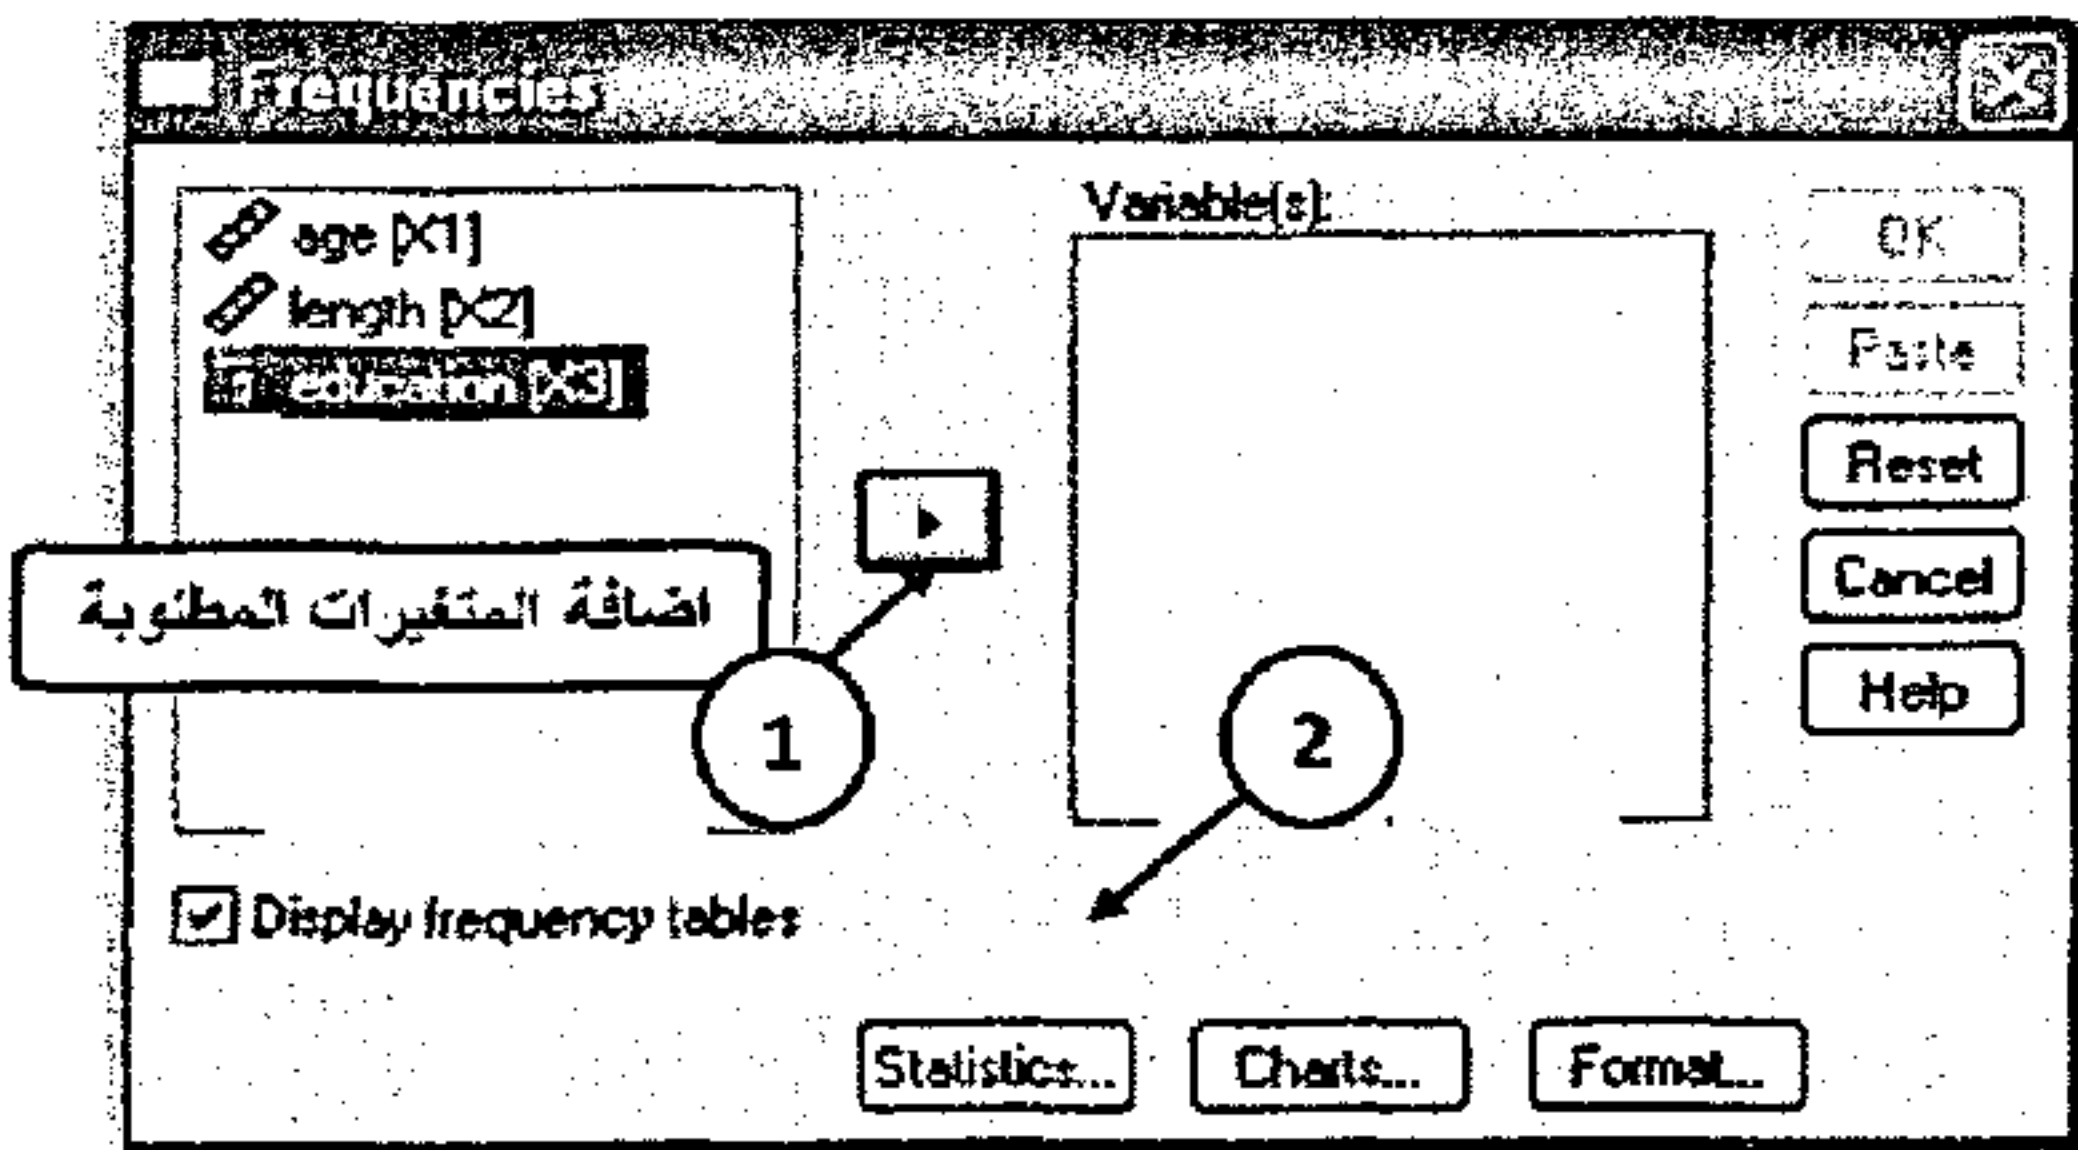 Frequencies
Variable(s):
age [X1]
length [X2]
education [X3]
OK
Paste
Reset
Cancel
Help
اضافة المتغيرات المطلوبة
1
2
Display frequency tables
Statistics...
Charts...
Format...